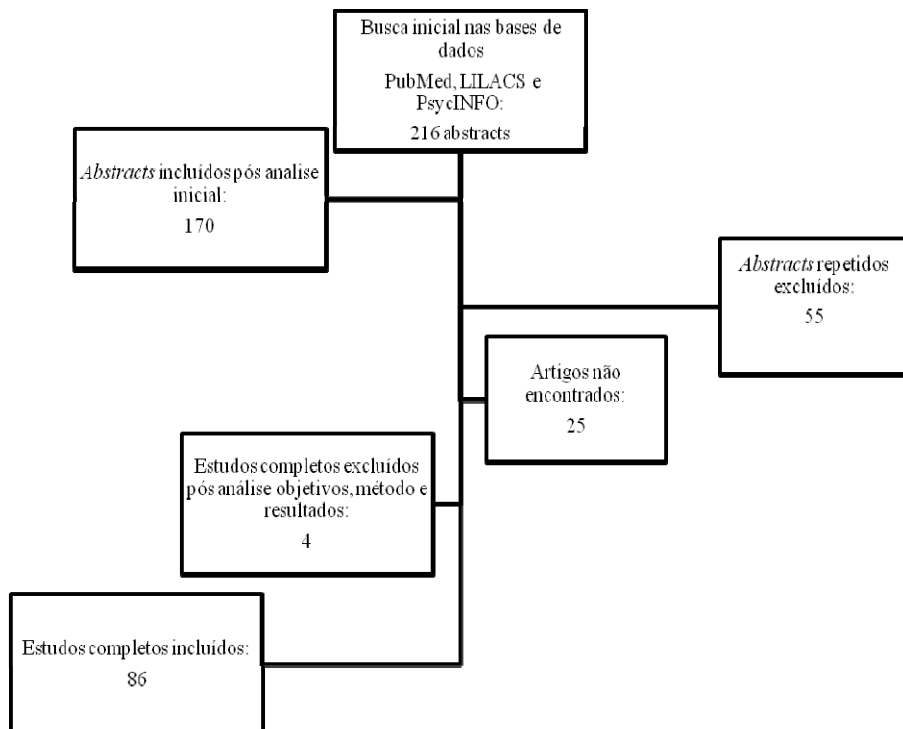 Busca inicial nas bases de
dados
PubMed, LILACS e
PsycINFO:
216 abstracts
Abstracts incluídos pós analise
inicial:
170
Abstracts repetidos
excluídos:
55
Artigos não
encontrados:
25
Estudos completos excluídos
pós análise objetivos, método e
resultados:
4
Estudos completos incluídos:
86